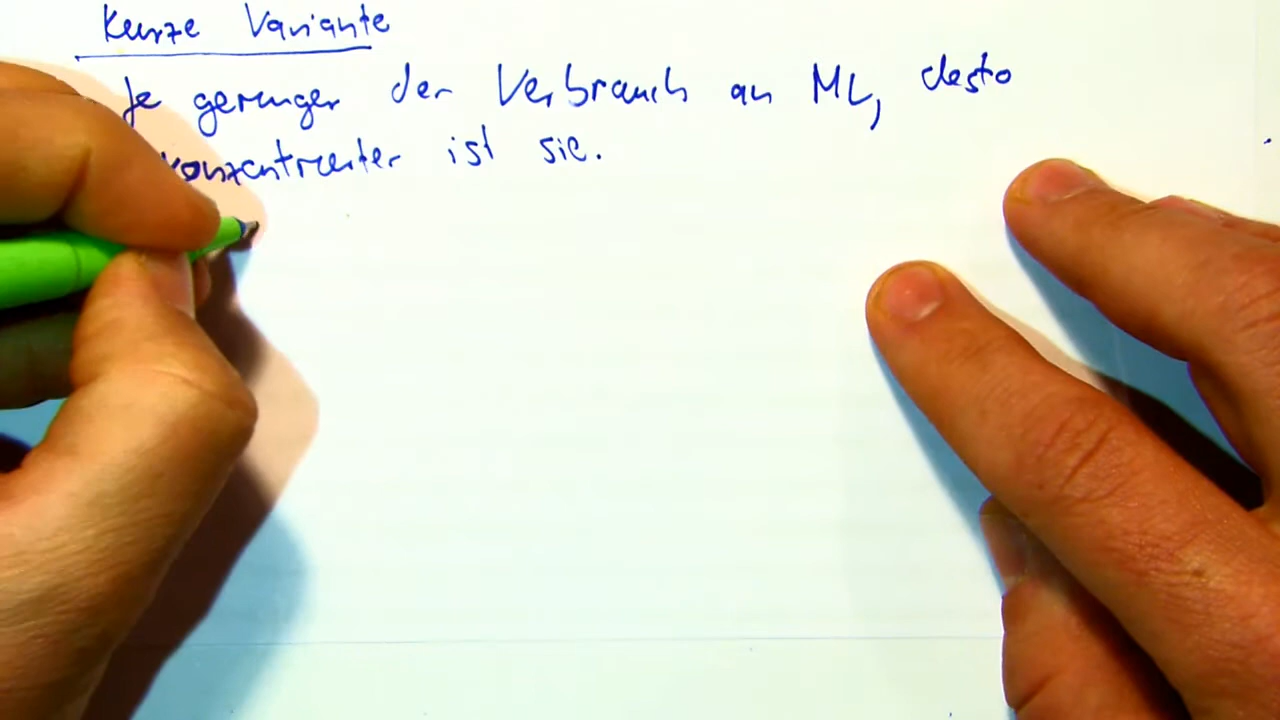 Kurze Variante
Je geringer der Verbrauch an ML, desto
konzentrierter ist sie.